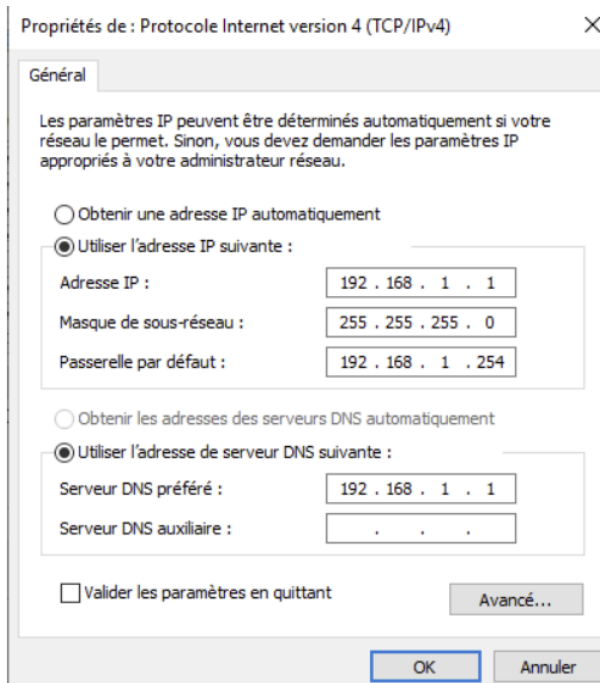 Propriétés de : Protocole Internet version 4 (TCP/IPv4)
Général
Les paramètres IP peuvent être déterminés automatiquement si votre
réseau le permet. Sinon, vous devez demander les paramètres IP
appropriés à votre administrateur réseau.
Obtenir une adresse IP automatiquement
Utiliser l'adresse IP suivante :
Adresse IP : 192 . 168 . 1 . 1
Masque de sous-réseau : 255 . 255 . 255 . 0
Passerelle par défaut : 192 . 168 . 1 . 254
Obtenir les adresses des serveurs DNS automatiquement
Utiliser l'adresse de serveur DNS suivante :
Serveur DNS préféré : 192 . 168 . 1 . 1
Serveur DNS auxiliaire : . . .
Valider les paramètres en quittant
Avancé...
OK Annuler